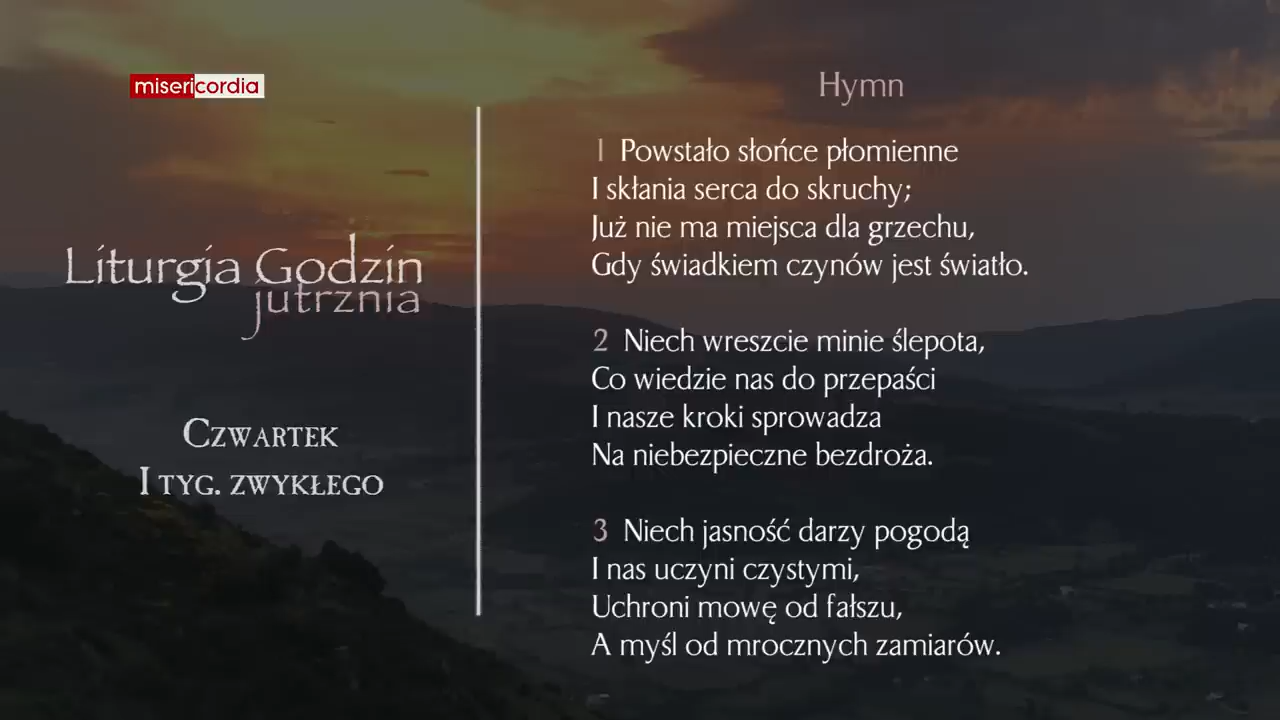 misericordia
Liturgia Godzin
jutrznia
Czwartek
I tyg. zwykłego
Hymn
1 Powstało słońce płomienne
I skłania serca do skruchy;
Już nie ma miejsca dla grzechu,
Gdy świadkiem czynów jest światło.
2 Niech wreszcie minie ślepota,
Co wiedzie nas do przepaści
I nasze kroki sprowadza
Na niebezpieczne bezdroża.
3 Niech jasność darzy pogodą
I nas uczyni czystymi,
Uchroni mowę od fałszu,
A myśl od mrocznych zamiarów.